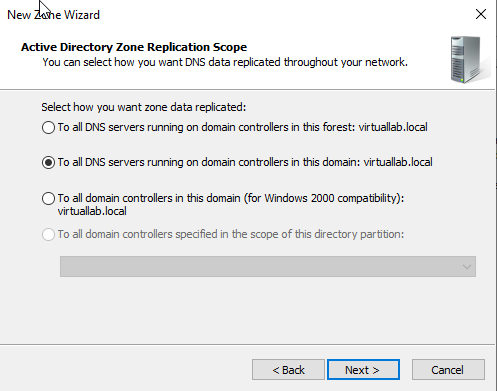 New Zone Wizard
Active Directory Zone Replication Scope
You can select how you want DNS data replicated throughout your network.
Select how you want zone data replicated:
To all DNS servers running on domain controllers in this forest: virtuallab.local
To all DNS servers running on domain controllers in this domain: virtuallab.local
To all domain controllers in this domain (for Windows 2000 compatibility):
virtuallab.local
To all domain controllers specified in the scope of this directory partition:
< Back
Next >
Cancel